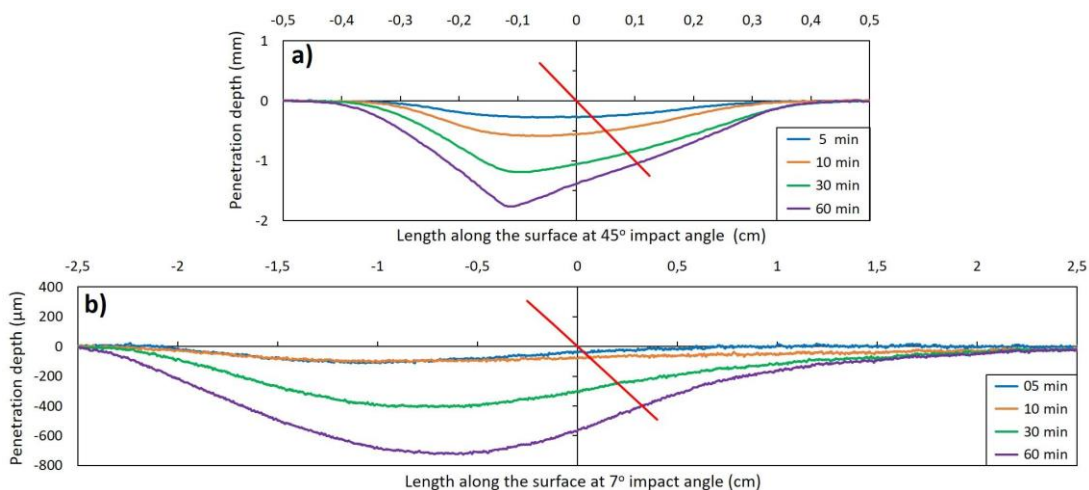 -0,5 -0,4 -0,3 -0,2 -0,1 0 0,1 0,2 0,3 0,4 0,5
a)
Penetration depth (mm)
1
0
-1
-2
5 min
10 min
30 min
60 min
Length along the surface at 45° impact angle (cm)
-2,5 -2 -1,5 -1 -0,5 0 0,5 1 1,5 2 2,5
b)
Penetration depth (μm)
400
200
0
-200
-400
-600
-800
05 min
10 min
30 min
60 min
Length along the surface at 7° impact angle (cm)